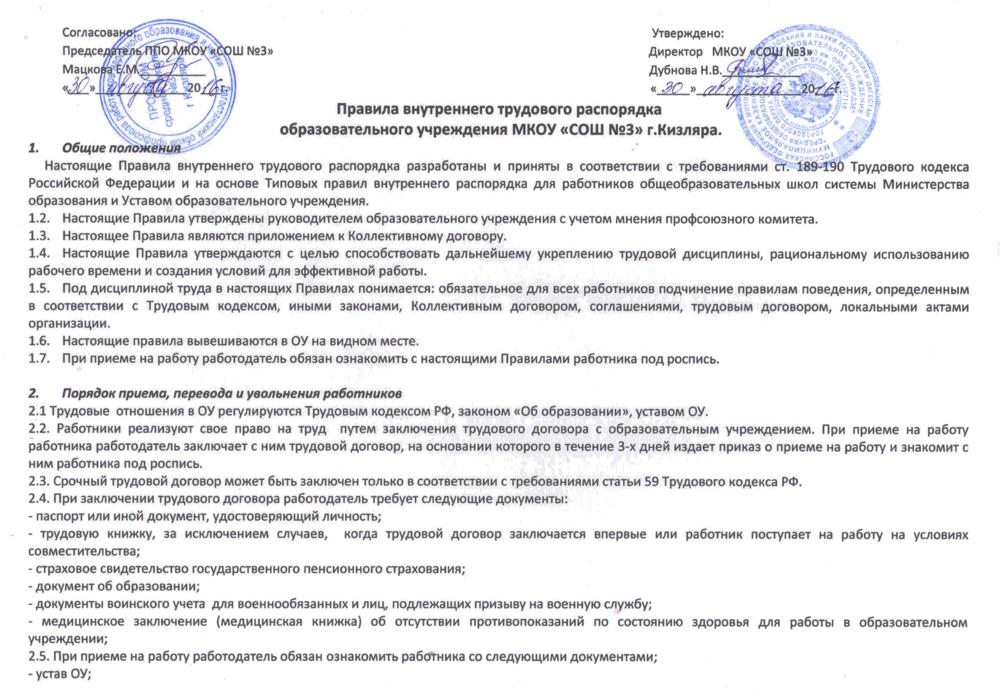 Согласовано:
Председатель ППО МКОУ «СОШ №3»
Мацкова Е.М.
«30» августа 2016г.
Утверждено:
Директор МКОУ «СОШ №3»
Дубнова Н.В.
«30» августа 2016г.
Правила внутреннего трудового распорядка
образовательного учреждения МКОУ «СОШ №3» г.Кизляра.
1. Общие положения
Настоящие Правила внутреннего трудового распорядка разработаны и приняты в соответствии с требованиями ст. 189-190 Трудового кодекса
Российской Федерации и на основе Типовых правил внутреннего распорядка для работников общеобразовательных школ системы Министерства
образования и Уставом образовательного учреждения.
1.2. Настоящие Правила утверждены руководителем образовательного учреждения с учетом мнения профсоюзного комитета.
1.3. Настоящее Правила являются приложением к Коллективному договору.
1.4. Настоящие Правила утверждаются с целью способствовать дальнейшему укреплению трудовой дисциплины, рациональному использованию
рабочего времени и создания условий для эффективной работы.
1.5. Под дисциплиной труда в настоящих Правилах понимается: обязательное для всех работников подчинение правилам поведения, определенным
в соответствии с Трудовым кодексом, иными законами, Коллективным договором, соглашениями, трудовым договором, локальными актами
организации.
1.6. Настоящие правила вывешиваются в ОУ на видном месте.
1.7. При приеме на работу работодатель обязан ознакомить с настоящими Правилами работника под роспись.
2. Порядок приема, перевода и увольнения работников
2.1 Трудовые отношения в ОУ регулируются Трудовым кодексом РФ, законом «Об образовании», уставом ОУ.
2.2. Работники реализуют свое право на труд путем заключения трудового договора с образовательным учреждением. При приеме на работу
работника работодатель заключает с ним трудовой договор, на основании которого в течение 3-х дней издает приказ о приеме на работу и знакомит с
ним работника под роспись.
2.3. Срочный трудовой договор может быть заключен только в соответствии с требованиями статьи 59 Трудового кодекса РФ.
2.4. При заключении трудового договора работодатель требует следующие документы:
- паспорт или иной документ, удостоверяющий личность;
- трудовую книжку, за исключением случаев, когда трудовой договор заключается впервые или работник поступает на работу на условиях
совместительства;
- страховое свидетельство государственного пенсионного страхования;
- документ об образовании;
- документы воинского учета для военнообязанных и лиц, подлежащих призыву на военную службу;
- медицинское заключение (медицинская книжка) об отсутствии противопоказаний по состоянию здоровья для работы в образовательном
учреждении;
2.5. При приеме на работу работодатель обязан ознакомить работника со следующими документами;
- устав ОУ;